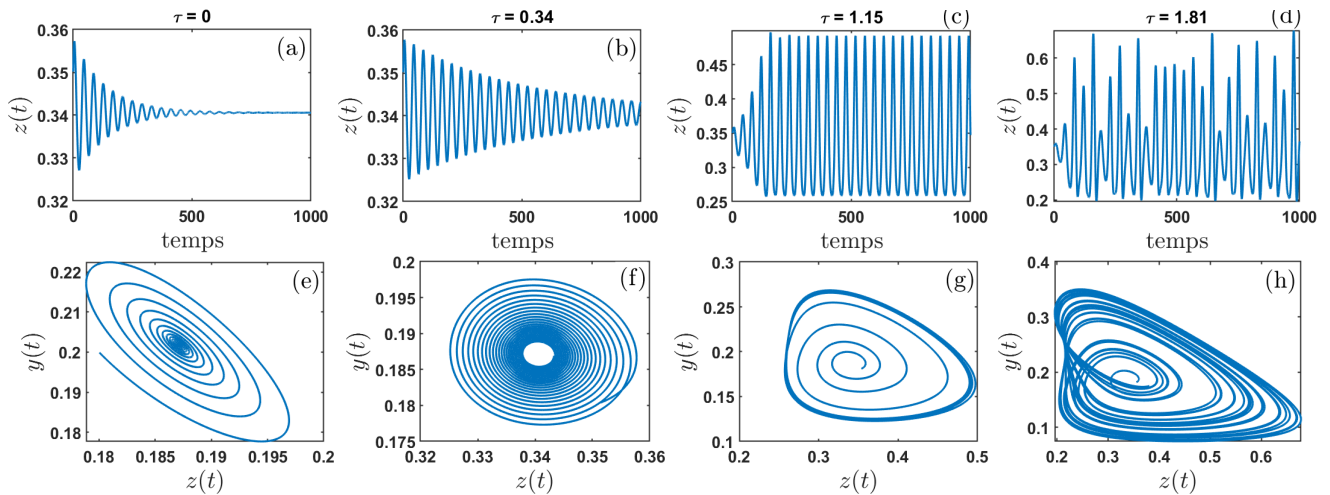 τ = 0
(a)
z(t)
0.36
0.35
0.34
0.33
0.32
0
500
1000
temps
τ = 0.34
(b)
z(t)
0.36
0.35
0.34
0.33
0.32
0
500
1000
temps
τ = 1.15
(c)
z(t)
0.45
0.4
0.35
0.3
0.25
0
500
1000
temps
τ = 1.81
(d)
z(t)
0.6
0.5
0.4
0.3
0.2
0
500
1000
temps
(e)
y(t)
0.22
0.21
0.20
0.19
0.18
0.18
0.185
0.19
0.195
0.2
z(t)
(f)
y(t)
0.2
0.195
0.19
0.185
0.18
0.175
0.32
0.33
0.34
0.35
0.36
z(t)
(g)
y(t)
0.3
0.25
0.2
0.15
0.1
0.2
0.3
0.4
0.5
z(t)
(h)
y(t)
0.4
0.3
0.2
0.1
0.2
0.3
0.4
0.5
0.6
z(t)